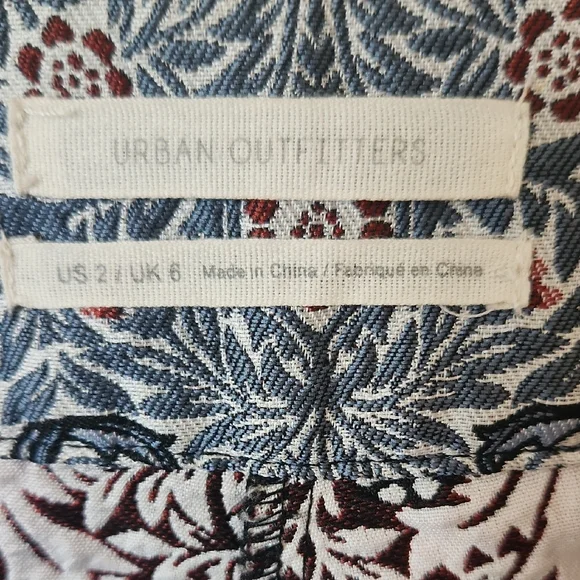 URBAN OUTFITTERS
US 2 / UK 6 Made in China / Fabriqué en Chine